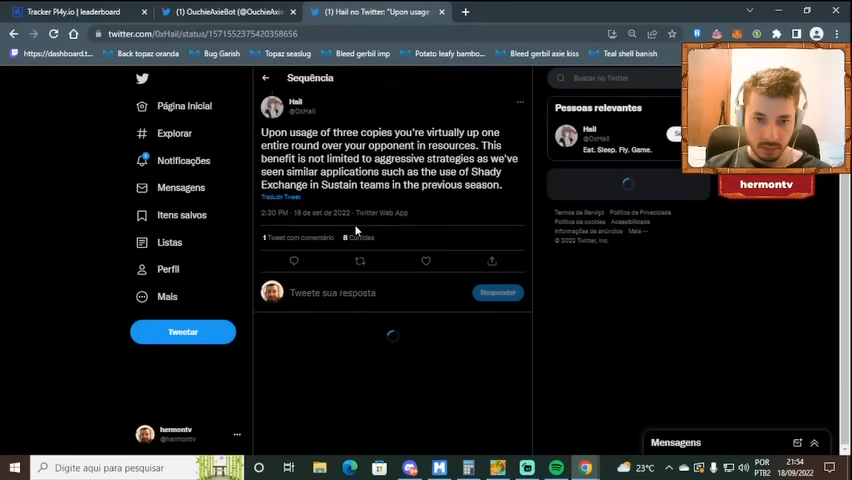 Tracker Pl4y.io | leaderboard
(1) OuchieAxieBot (@OuchieAxie
(1) Hail no Twitter: "Upon usage
twitter.com/0xHail/status/1571552375420358656
https://dashboard.t...
Back topaz oranda
Bug Garish
Topaz seaslug
Bleed gerbil imp
Potato leafy bambo...
Bleed gerbil axie kiss
Teal shell banish
Página Inicial
Explorar
Notificações
Mensagens
Itens salvos
Listas
Perfil
Mais
Tweetar
hermontv
@hermontv
Sequência
Hail
@0xHail
Upon usage of three copies you're virtually up one
entire round over your opponent in resources. This
benefit is not limited to aggressive strategies as we've
seen similar applications such as the use of Shady
Exchange in Sustain teams in the previous season.
Traduzir Tweet
2:30 PM · 18 de set de 2022 · Twitter Web App
1 Tweet com comentário 8 Curtidas
Tweete sua resposta
Responder
Buscar no Twitter
Pessoas relevantes
Hail
@0xHail
Eat. Sleep. Fly. Game.
Termos de Serviço Política de Privacidade
Política de cookies Acessibilidade
Informações de anúncios Mais ···
© 2022 Twitter, Inc.
hermontv
Mensagens
Digite aqui para pesquisar
23°C
POR
PTB2
21:54
18/09/2022